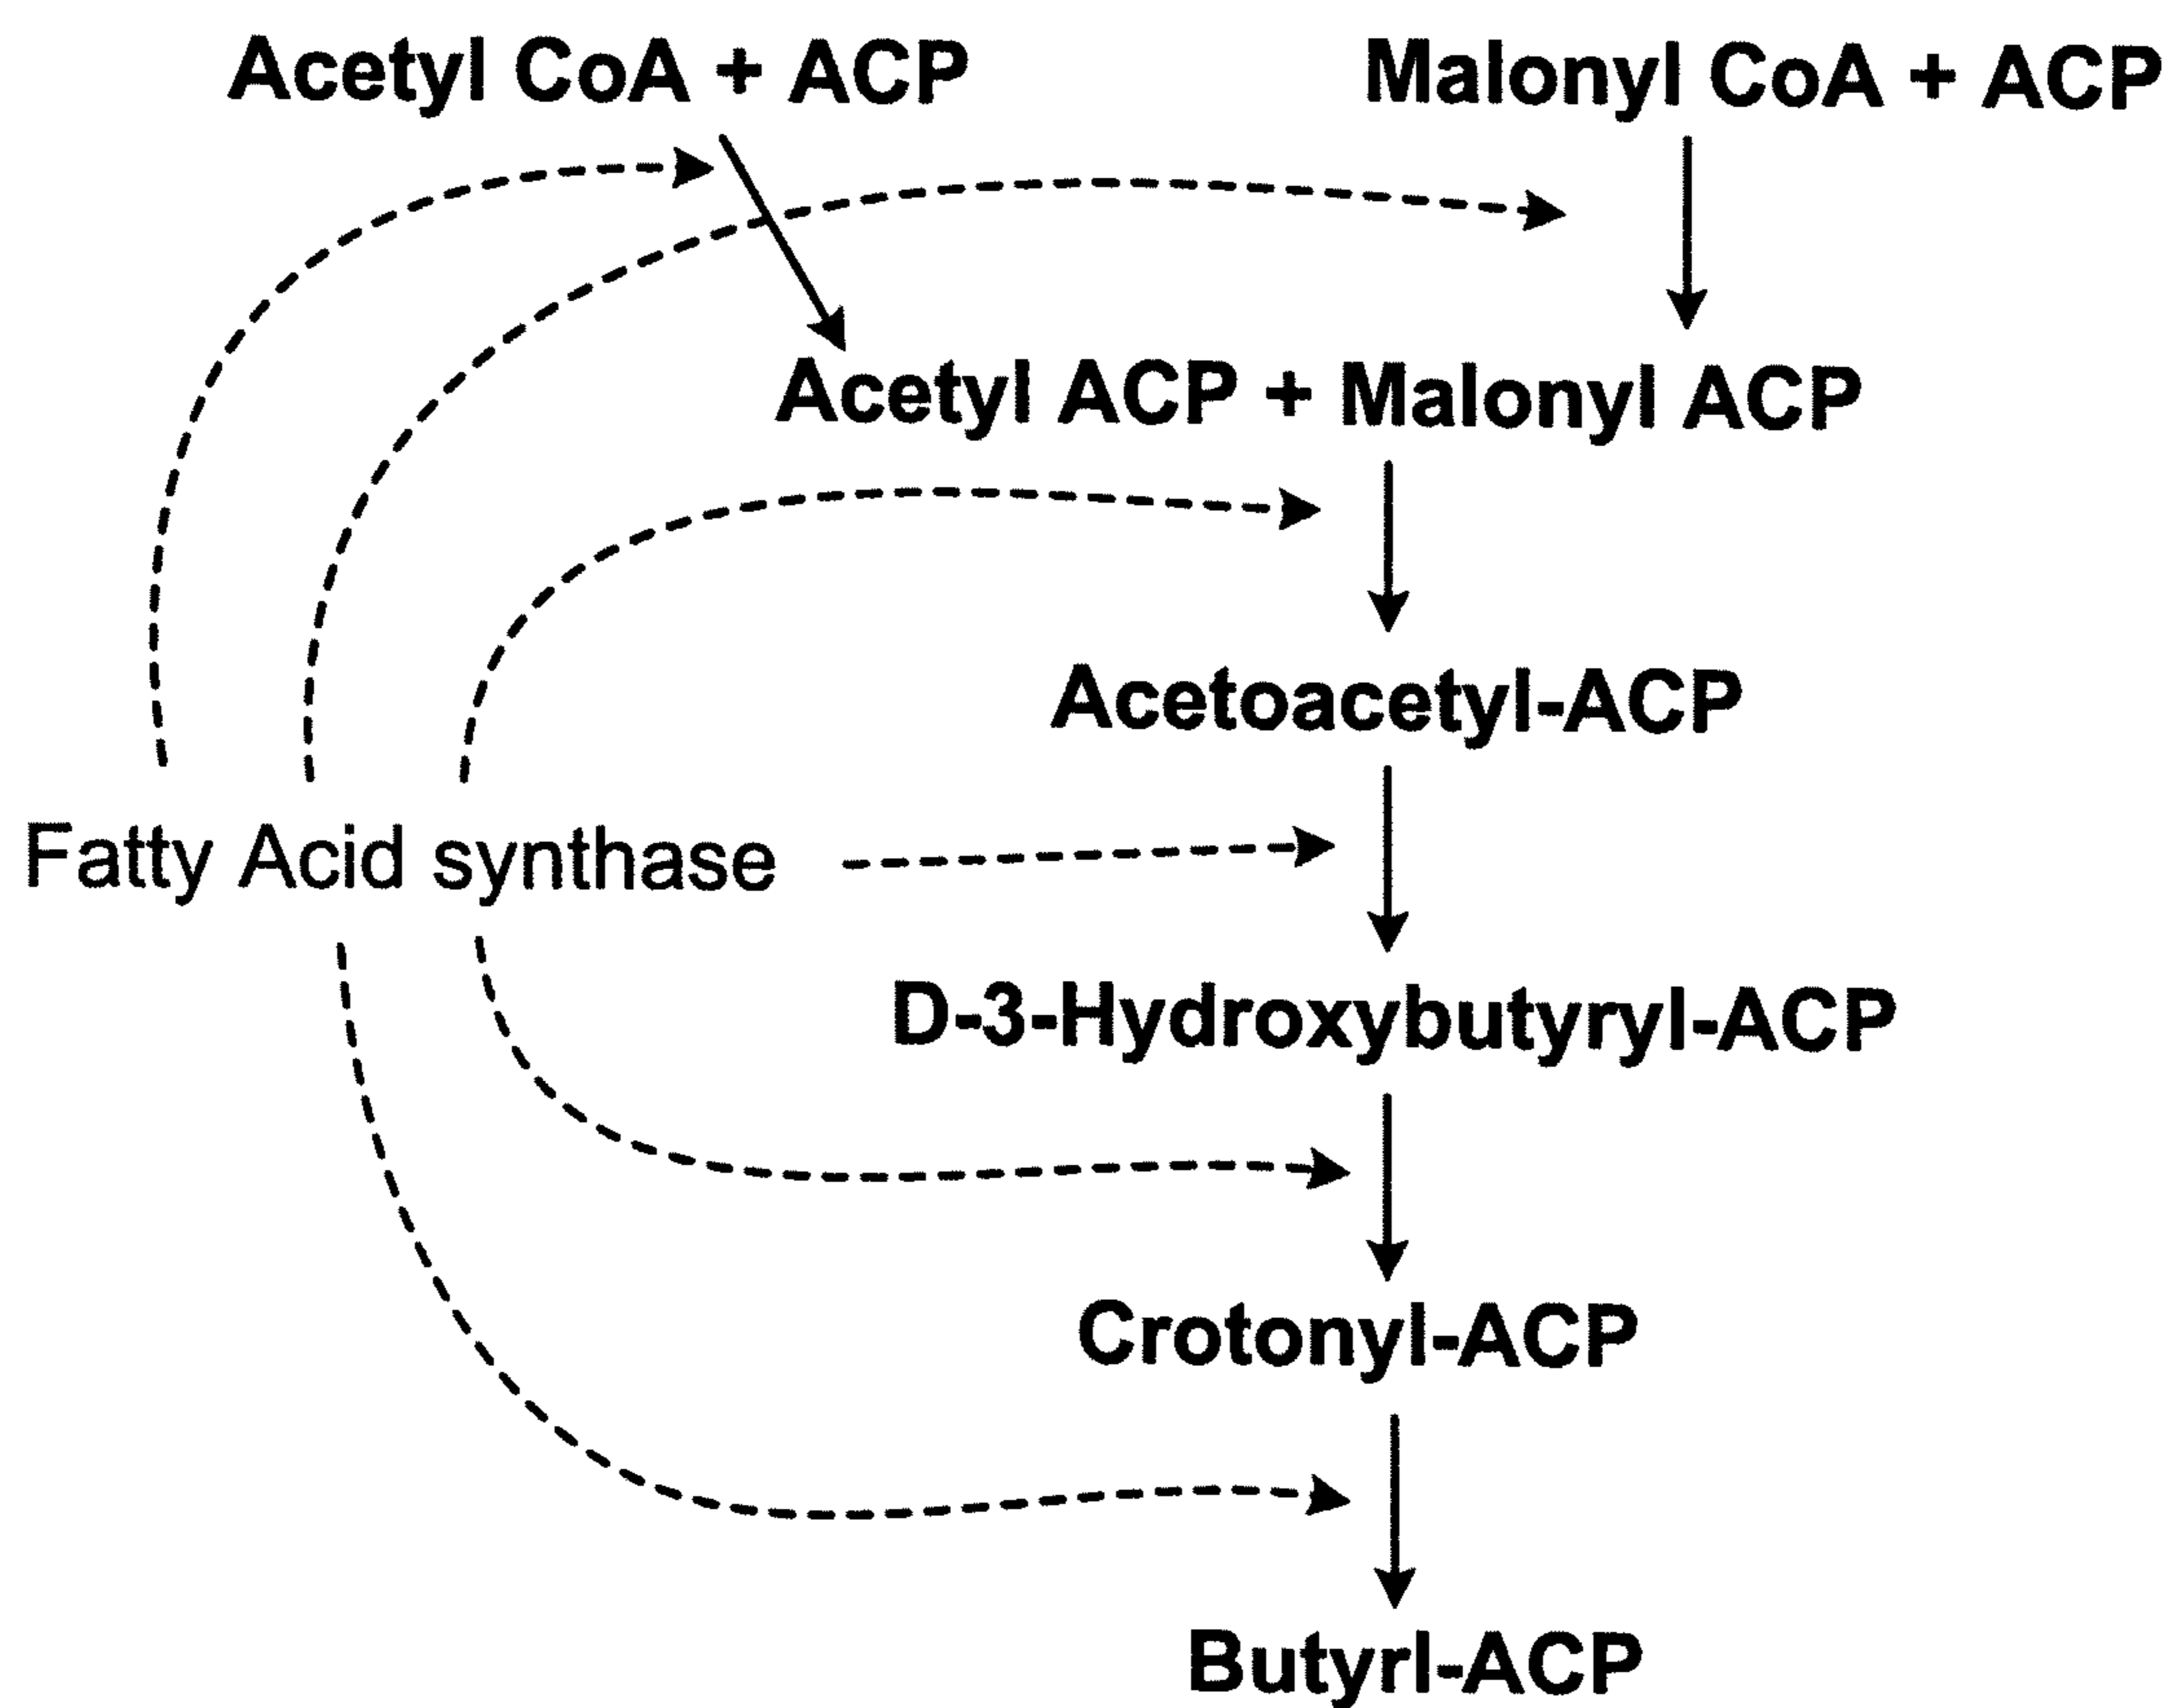 Acetyl CoA + ACP
Malonyl CoA + ACP
Acetyl ACP + Malonyl ACP
Acetoacetyl-ACP
Fatty Acid synthase
D-3-Hydroxybutyryl-ACP
Crotonyl-ACP
Butyrl-ACP